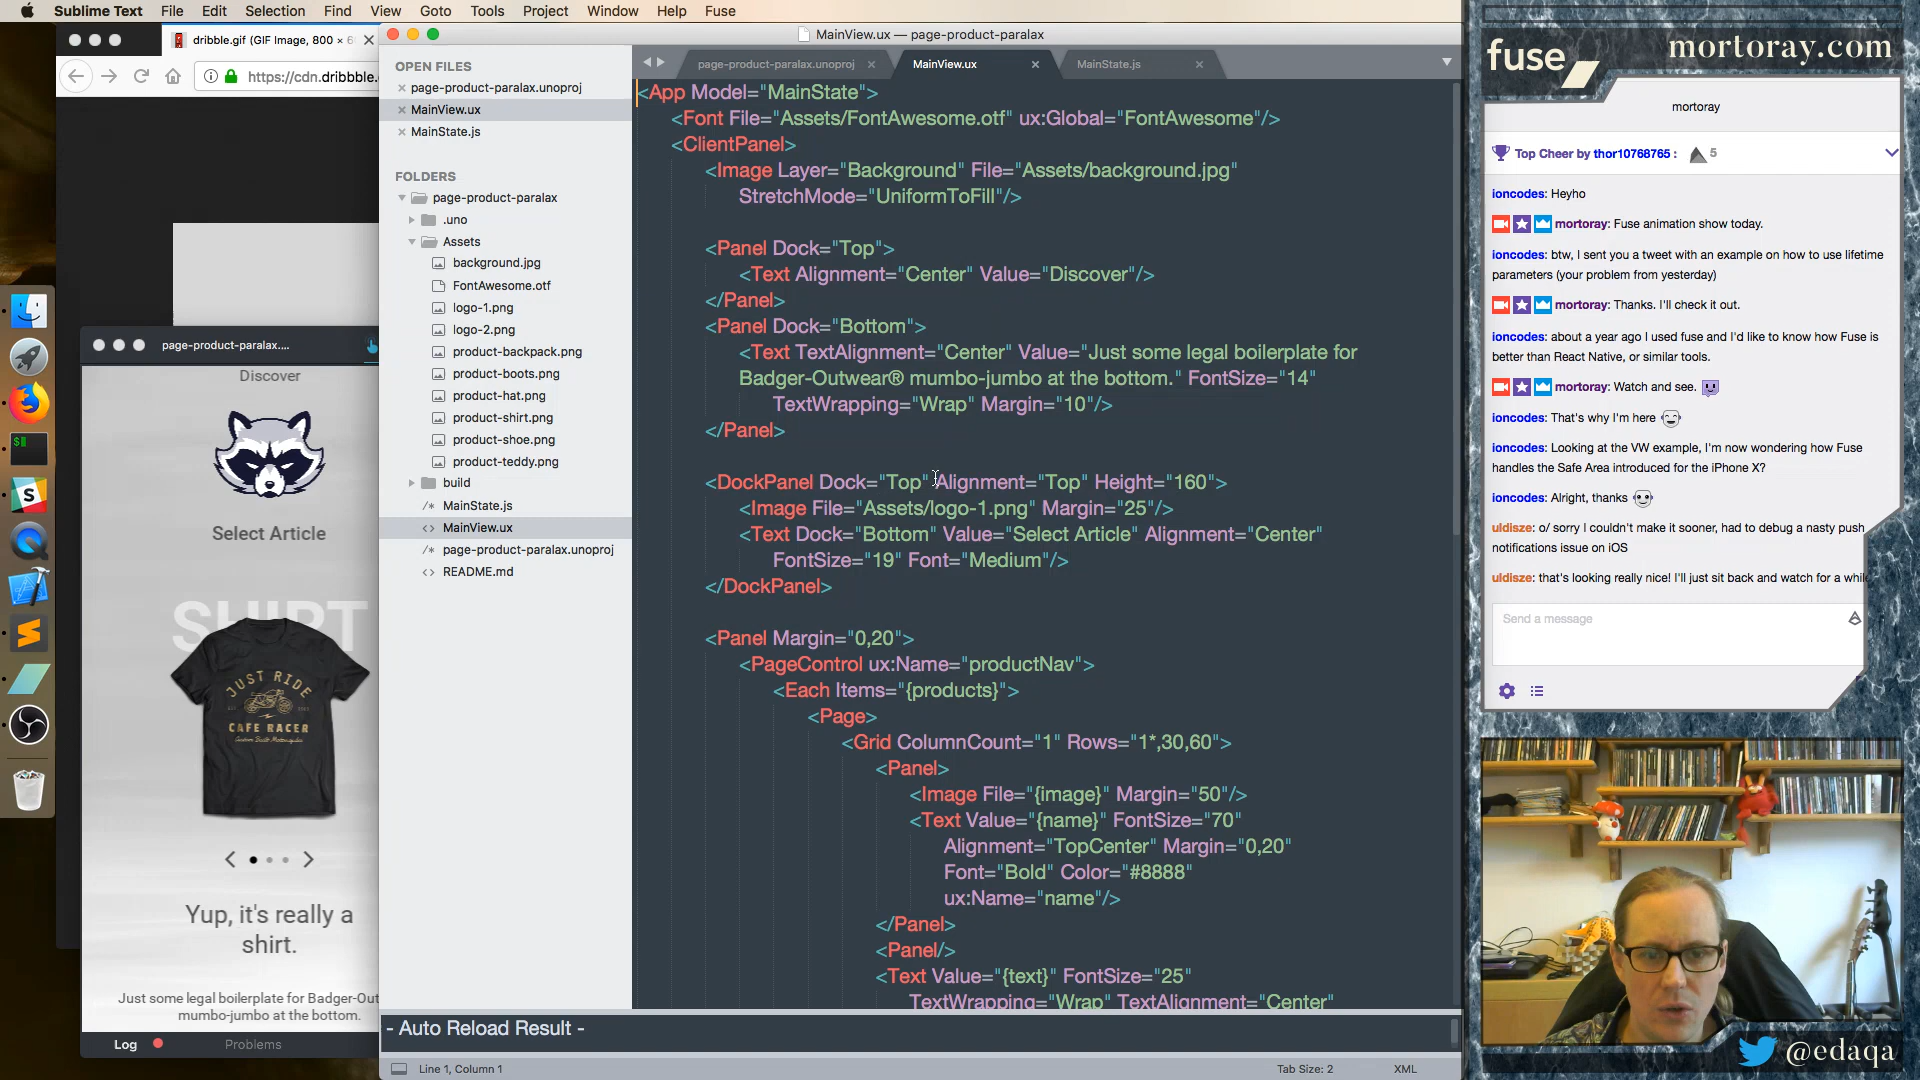 Sublime Text File Edit Selection Find View Goto Tools Project Window Help Fuse
dribble.gif (GIF Image, 800 × 6
https://cdn.dribbble.
page-product-paralax....
Discover
Select Article
SHIRT
JUST RIDE
CAFE RACER
Yup, it's really a
shirt.
Just some legal boilerplate for Badger-Out
mumbo-jumbo at the bottom.
Log Problems
MainView.ux — page-product-paralax
OPEN FILES
page-product-paralax.unoproj
MainView.ux
MainState.js
FOLDERS
page-product-paralax
.uno
Assets
background.jpg
FontAwesome.otf
logo-1.png
logo-2.png
product-backpack.png
product-boots.png
product-hat.png
product-shirt.png
product-shoe.png
product-teddy.png
build
MainState.js
MainView.ux
page-product-paralax.unoproj
README.md
page-product-paralax.unoproj MainView.ux MainState.js
<App Model="MainState">
<Font File="Assets/FontAwesome.otf" ux:Global="FontAwesome"/>
<ClientPanel>
<Image Layer="Background" File="Assets/background.jpg"
StretchMode="UniformToFill"/>
<Panel Dock="Top">
<Text Alignment="Center" Value="Discover"/>
</Panel>
<Panel Dock="Bottom">
<Text TextAlignment="Center" Value="Just some legal boilerplate for
Badger-Outwear® mumbo-jumbo at the bottom." FontSize="14"
TextWrapping="Wrap" Margin="10"/>
</Panel>
<DockPanel Dock="Top" Alignment="Top" Height="160">
<Image File="Assets/logo-1.png" Margin="25"/>
<Text Dock="Bottom" Value="Select Article" Alignment="Center"
FontSize="19" Font="Medium"/>
</DockPanel>
<Panel Margin="0,20">
<PageControl ux:Name="productNav">
<Each Items="{products}">
<Page>
<Grid ColumnCount="1" Rows="1*,30,60">
<Panel>
<Image File="{image}" Margin="50"/>
<Text Value="{name}" FontSize="70"
Alignment="TopCenter" Margin="0,20"
Font="Bold" Color="#8888"
ux:Name="name"/>
</Panel>
<Panel/>
<Text Value="{text}" FontSize="25"
TextWrapping="Wrap" TextAlignment="Center"
- Auto Reload Result -
Line 1, Column 1 Tab Size: 2 XML
fuse
mortoray.com
mortoray
Top Cheer by thor10768765 : 5
ioncodes: Heyho
mortoray: Fuse animation show today.
ioncodes: btw, I sent you a tweet with an example on how to use lifetime
parameters (your problem from yesterday)
mortoray: Thanks. I'll check it out.
ioncodes: about a year ago I used fuse and I'd like to know how Fuse is
better than React Native, or similar tools.
mortoray: Watch and see.
ioncodes: That's why I'm here
ioncodes: Looking at the VW example, I'm now wondering how Fuse
handles the Safe Area introduced for the iPhone X?
ioncodes: Alright, thanks
uldisze: o/ sorry I couldn't make it sooner, had to debug a nasty push
notifications issue on iOS
uldisze: that's looking really nice! I'll just sit back and watch for a while
Send a message
@edaqa